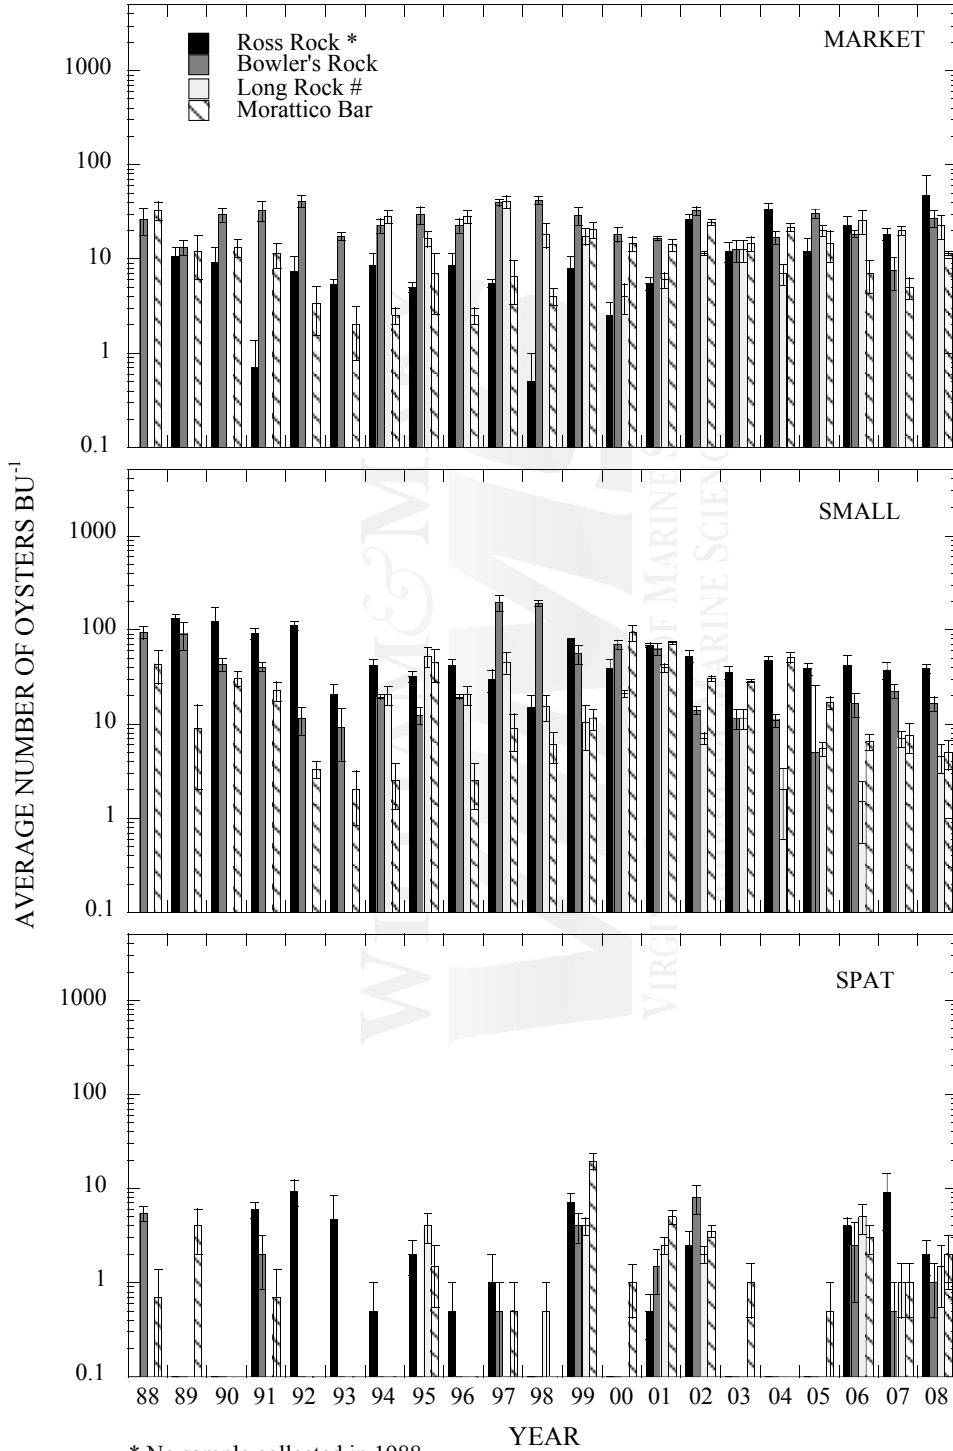 MARKET
Ross Rock *
Bowler's Rock
Long Rock #
Morattico Bar
1000
100
10
1
0.1
SMALL
1000
100
10
1
0.1
SPAT
1000
100
10
1
0.1
AVERAGE NUMBER OF OYSTERS BU-1
88 89 90 91 92 93 94 95 96 97 98 99 00 01 02 03 04 05 06 07 08
YEAR
* No sample collected in 1988